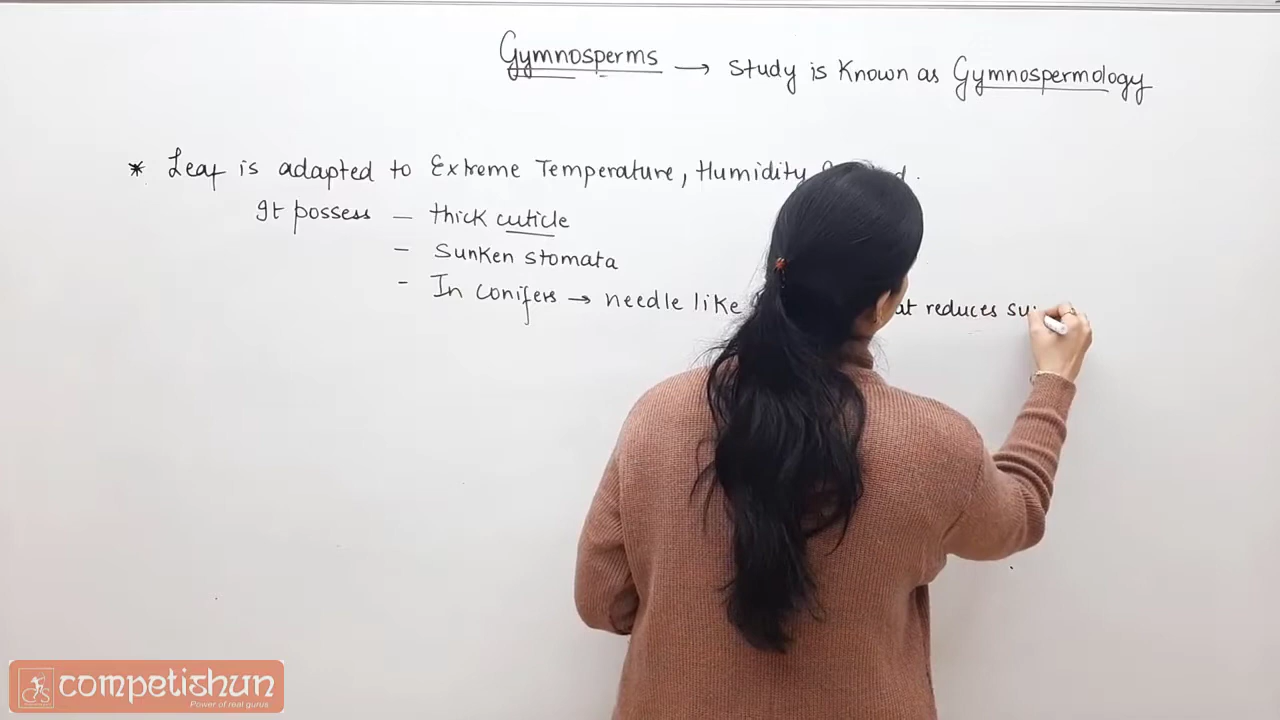 Gymnosperms → Study is Known as Gymnospermology
* Leaf is adapted to Extreme Temperature, Humidity
It possess – thick cuticle
– Sunken stomata
– In conifers → needle like reduces
competishun
Power of real gurus